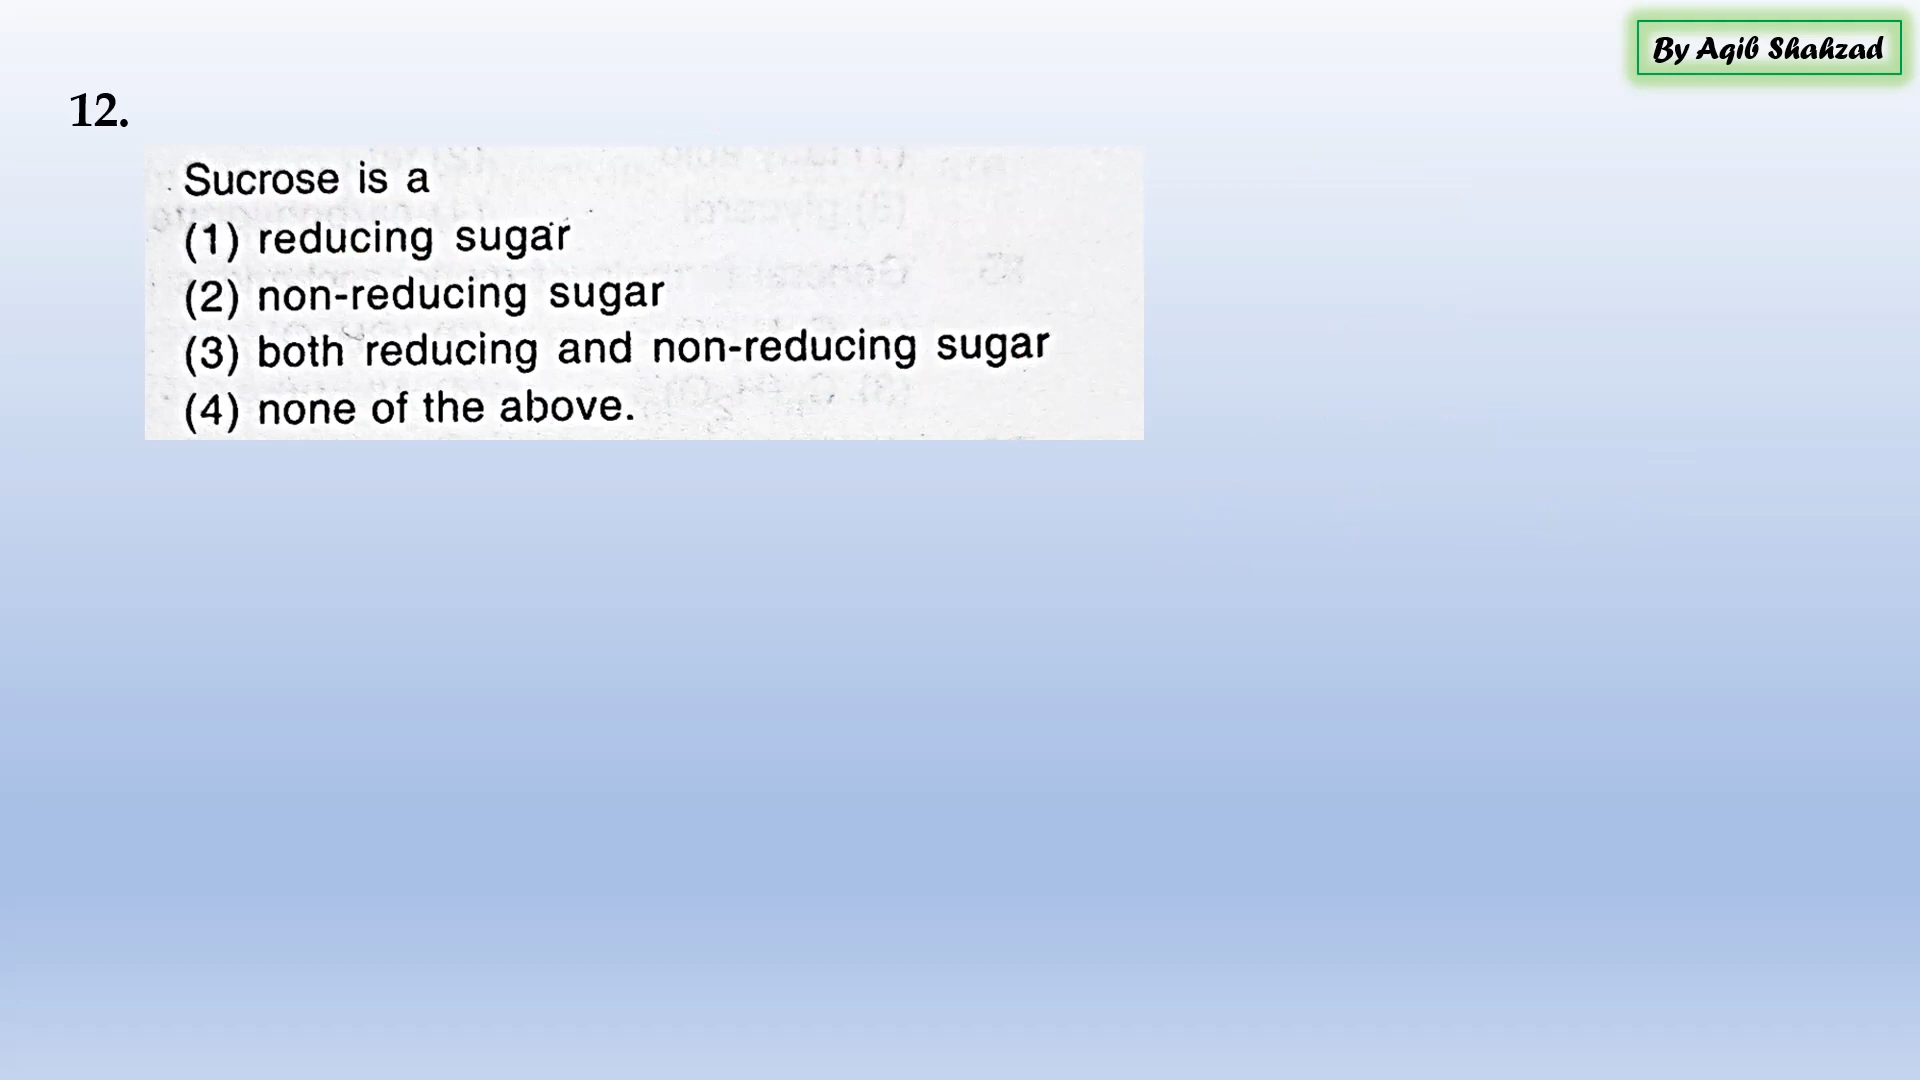 By Aqib Shahzad
12.
Sucrose is a
(1) reducing sugar
(2) non-reducing sugar
(3) both reducing and non-reducing sugar
(4) none of the above.